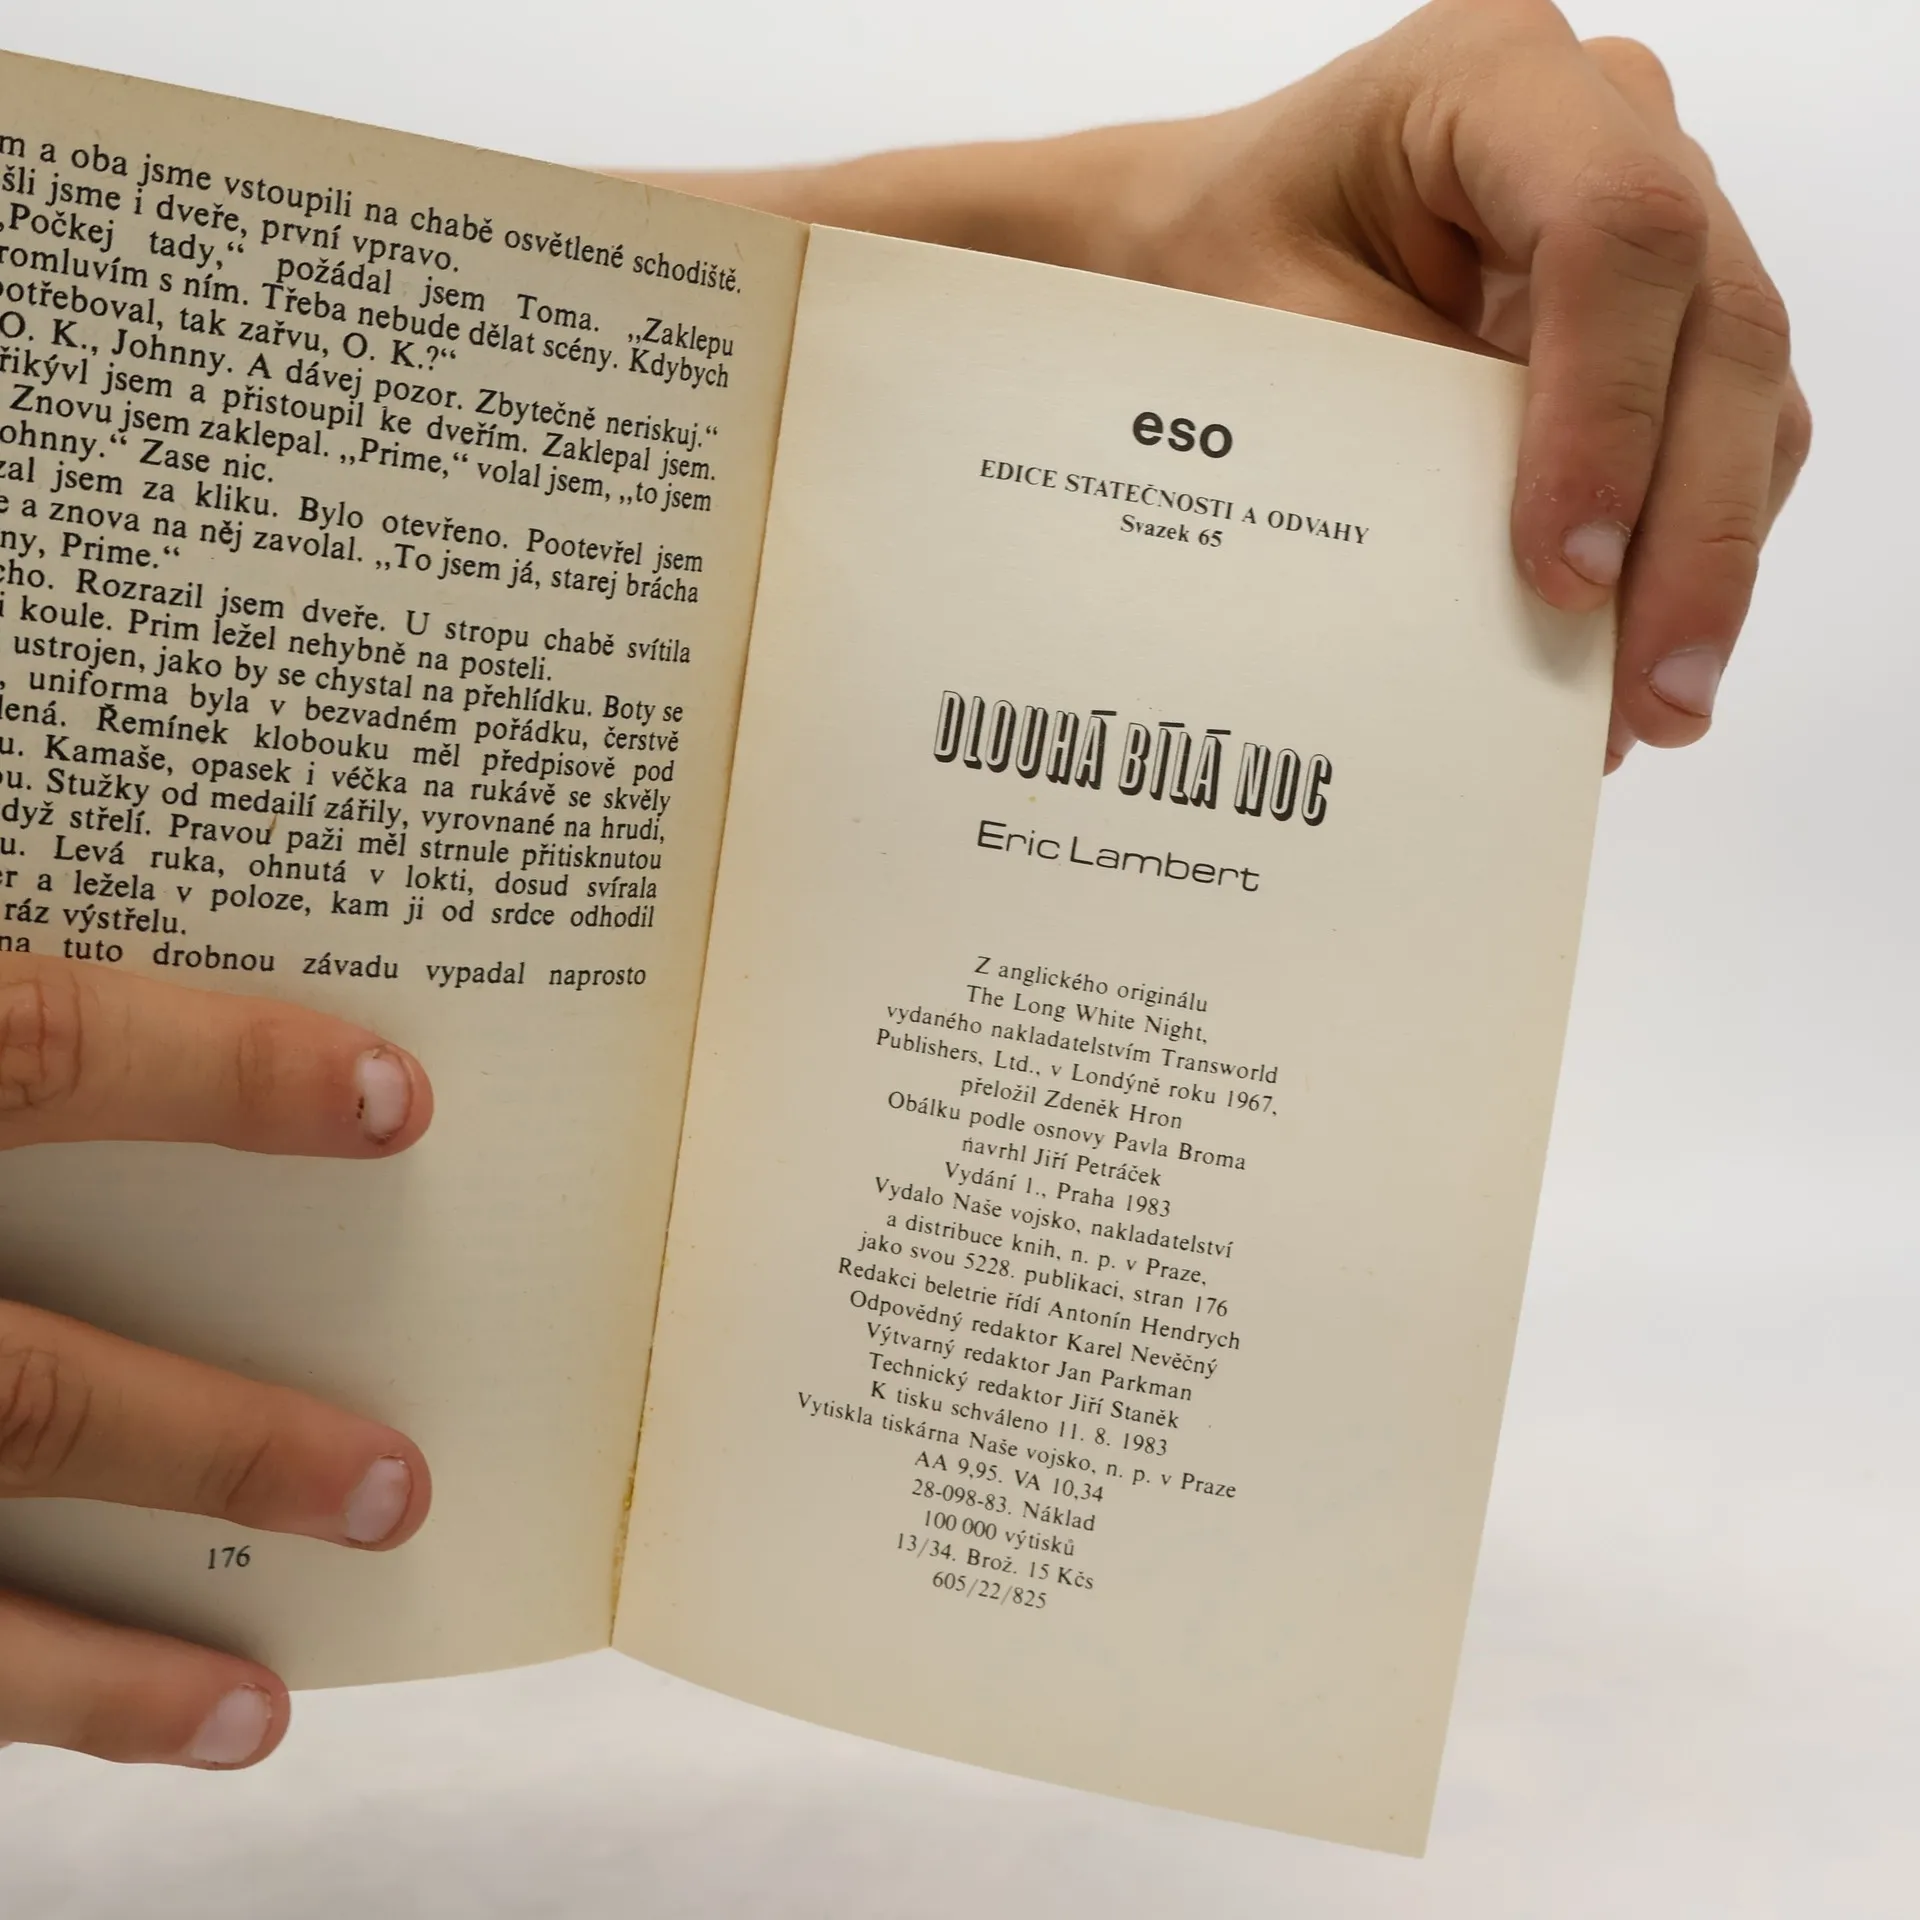 a oba jsme vstoupili na chabě osvětlené schodiště.
šli jsme i dveře, první vpravo.
„Počkej tady,“ požádal jsem Toma. „Zaklepu
s ním. Třeba nebude dělat scény. Kdybych
tak zařvu, O. K.?“
O. K., Johnny. A dávej pozor. Zbytečně neriskuj.“
jsem a přistoupil ke dveřím. Zaklepal jsem.
Znovu jsem zaklepal. „Prime,“ volal jsem, „to jsem
Zase nic.
jsem za kliku. Bylo otevřeno. Pootevřel jsem
a znova na něj zavolal. „To jsem já, starej brácha
Prime.“
Rozrazil jsem dveře. U stropu chabě svítila
koule. Prim ležel nehybně na posteli.
ustrojen, jako by se chystal na přehlídku. Boty se
uniforma byla v bezvadném pořádku, čerstvě
Řemínek klobouku měl předpisově pod
Kamaše, opasek i véčka na rukávě se skvěly
Stužky od medailí zářily, vyrovnané na hrudi,
střelí. Pravou paži měl strnule přitisknutou
Levá ruka, ohnutá v lokti, dosud svírala
a ležela v poloze, kam ji od srdce odhodil
ráz výstřelu.
na tuto drobnou závadu vypadal naprosto
176
eso
EDICE STATEČNOSTI A ODVAHY
Svazek 65
DLOUHÁ BÍLÁ NOC
Eric Lambert
Z anglického originálu
The Long White Night,
vydaného nakladatelstvím Transworld
Publishers, Ltd., v Londýně roku 1967,
přeložil Zdeněk Hron
Obálku podle osnovy Pavla Broma
navrhl Jiří Petráček
Vydání 1., Praha 1983
Vydalo Naše vojsko, nakladatelství
a distribuce knih, n. p. v Praze,
jako svou 5228. publikaci, stran 176
Redakci beletrie řídí Antonín Hendrych
Odpovědný redaktor Karel Nevěčný
Výtvarný redaktor Jan Parkman
Technický redaktor Jiří Staněk
K tisku schváleno 11. 8. 1983
Vytiskla tiskárna Naše vojsko, n. p. v Praze
AA 9,95. VA 10,34
28-098-83. Náklad
100 000 výtisků
13/34. Brož. 15 Kčs
605/22/825